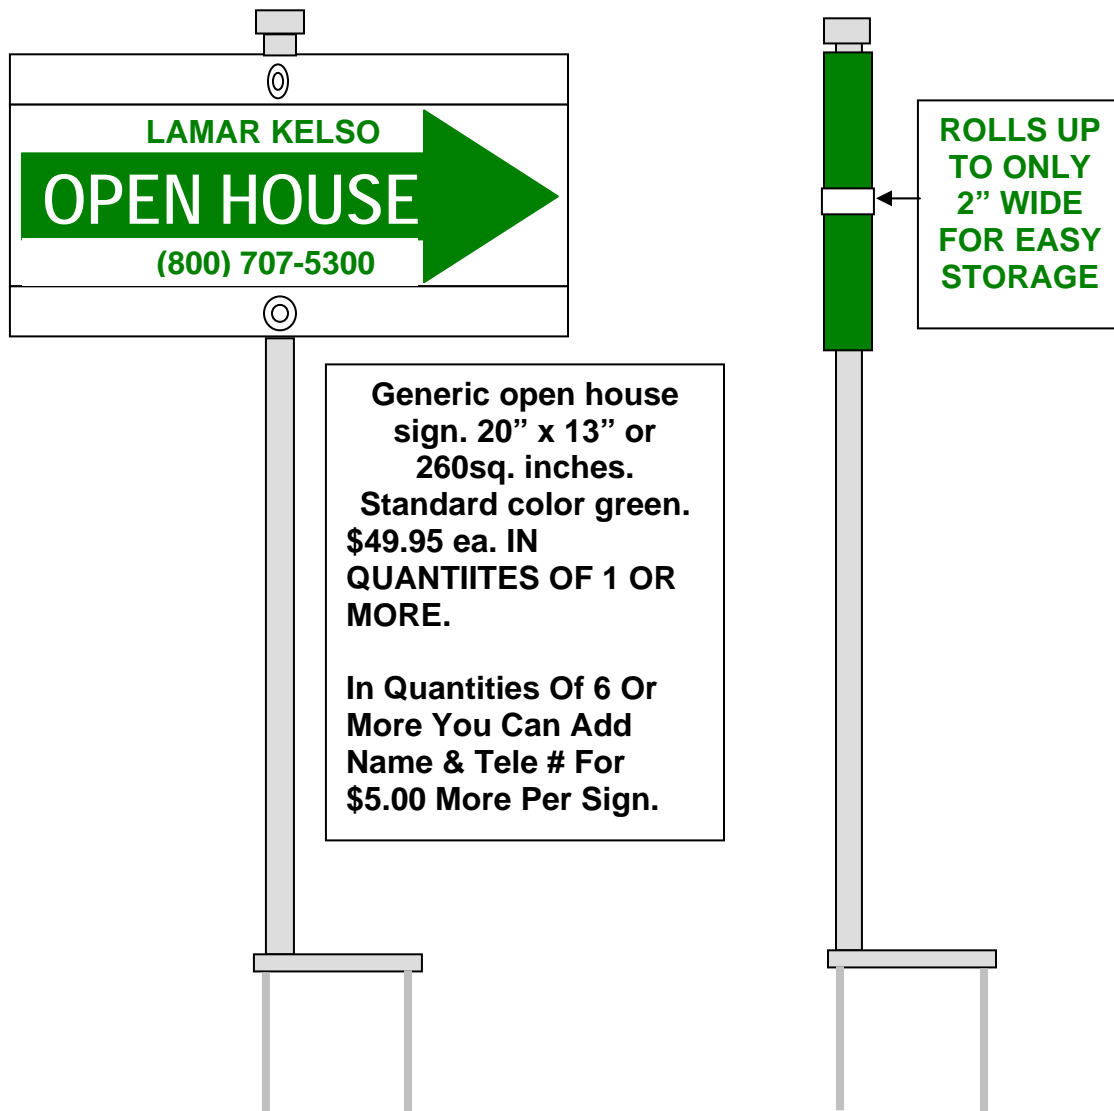 LAMAR KELSO
OPEN HOUSE
(800) 707-5300
ROLLS UP
TO ONLY
2” WIDE
FOR EASY
STORAGE
Generic open house
sign. 20” x 13” or
260sq. inches.
Standard color green.
$49.95 ea. IN
QUANTIITES OF 1 OR
MORE.
In Quantities Of 6 Or
More You Can Add
Name & Tele # For
$5.00 More Per Sign.